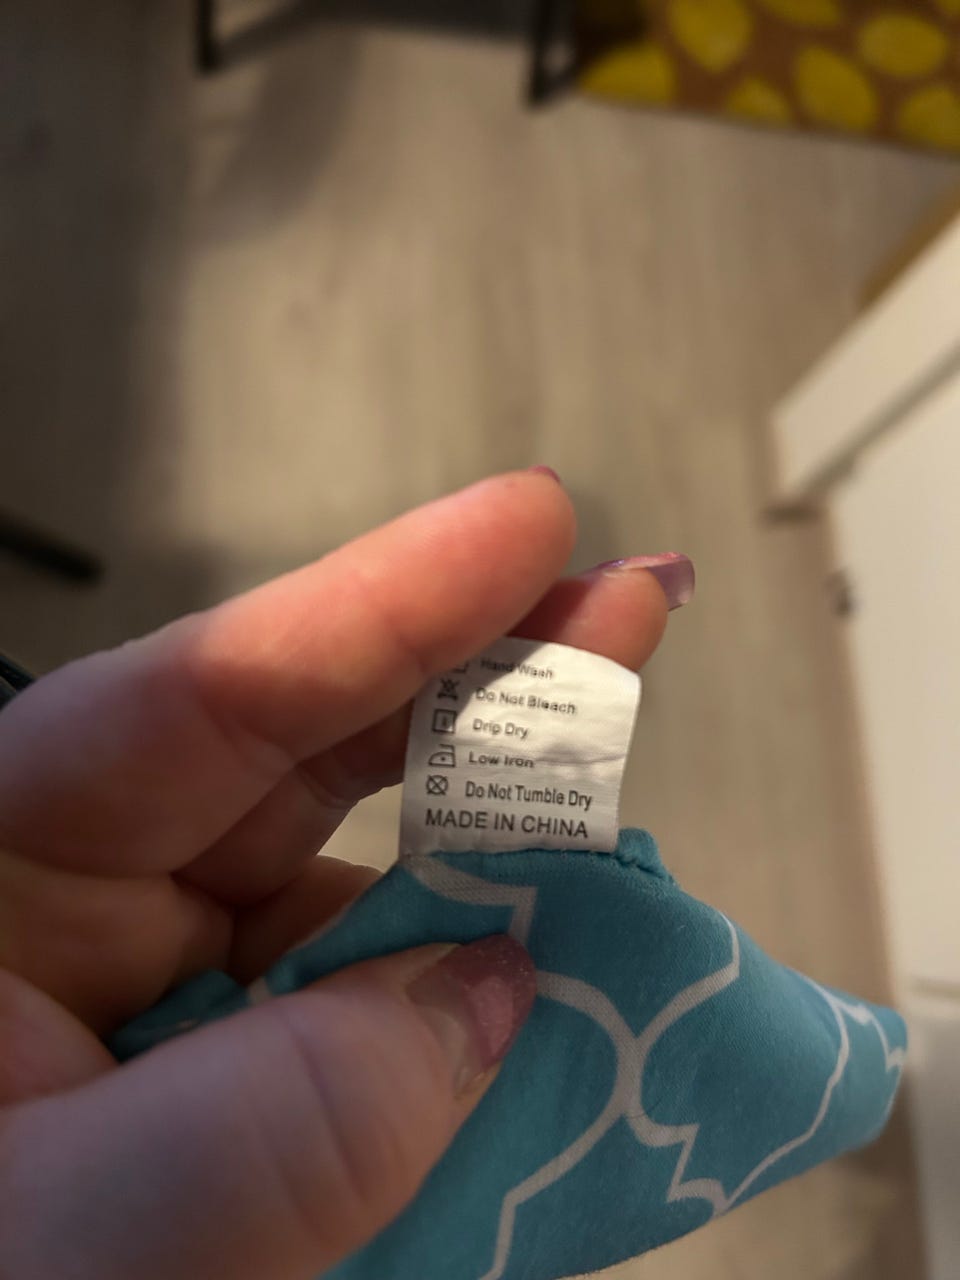 Hand Wash
Do Not Bleach
Drip Dry
Low Iron
Do Not Tumble Dry
MADE IN CHINA